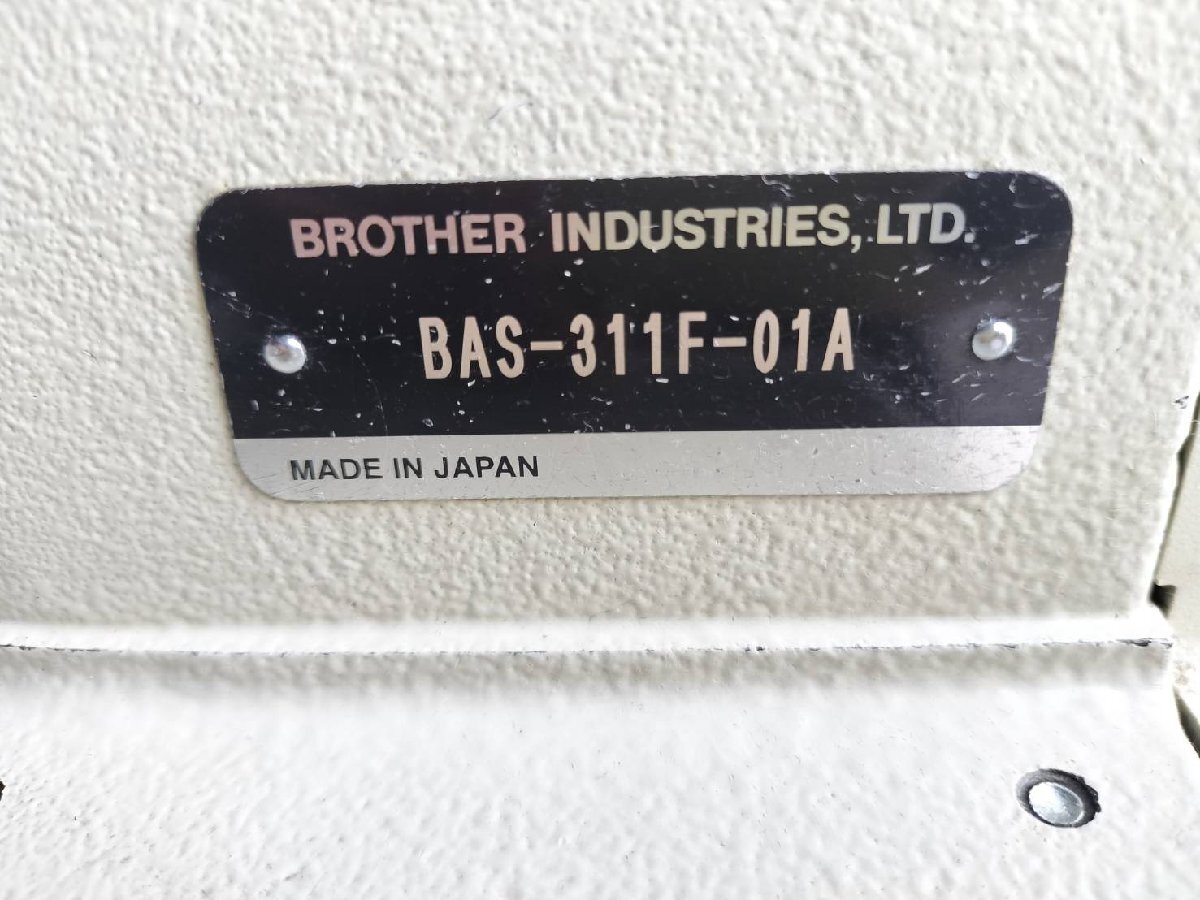 BROTHER INDUSTRIES, LTD.
BAS-311F-01A
MADE IN JAPAN